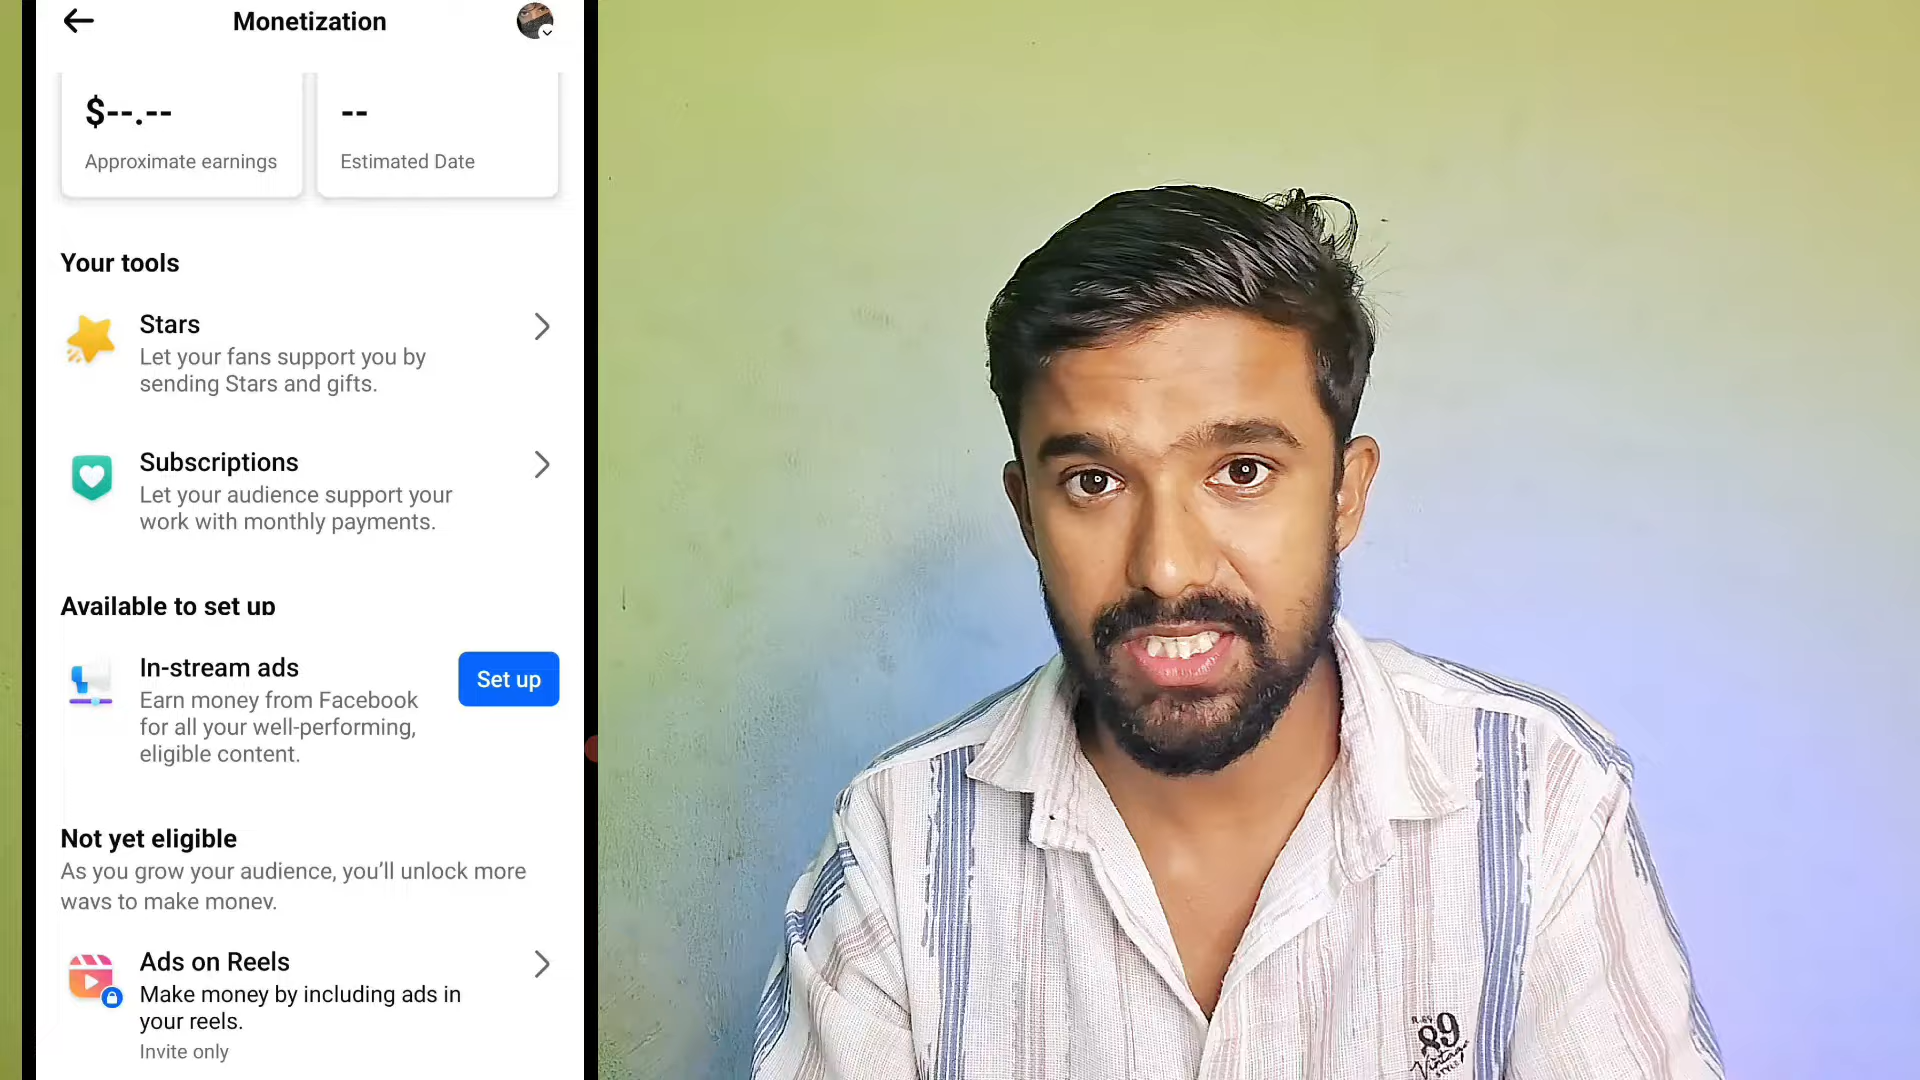 Monetization
$--.--
--
Approximate earnings
Estimated Date
Your tools
Stars
Let your fans support you by
sending Stars and gifts.
Subscriptions
Let your audience support your
work with monthly payments.
Available to set up
In-stream ads
Set up
Earn money from Facebook
for all your well-performing,
eligible content.
Not yet eligible
As you grow your audience, you’ll unlock more
ways to make money.
Ads on Reels
Make money by including ads in
your reels.
Invite only
89
Vintage